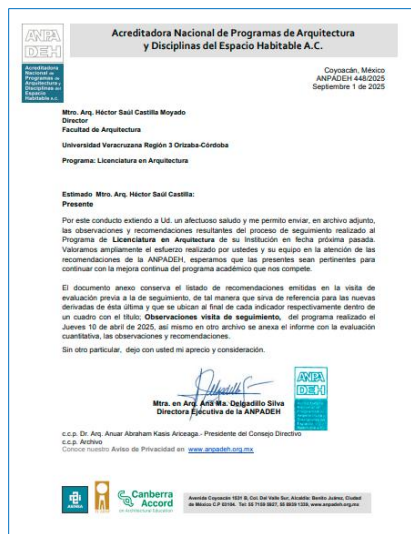 ANPADEH
Acreditadora
Nacional de
Programas de
Arquitectura y
Disciplinas del
Espacio
Habitable A.C.
Acreditadora Nacional de Programas de Arquitectura
y Disciplinas del Espacio Habitable A.C.
Coyoacán, México
ANPADEH 448/2025
Septiembre 1 de 2025
Mtro. Arq. Héctor Saúl Castilla Moyado
Director
Facultad de Arquitectura
Universidad Veracruzana Región 3 Orizaba-Córdoba
Programa: Licenciatura en Arquitectura
Estimado Mtro. Arq. Héctor Saúl Castilla:
Presente
Por este conducto extiendo a Ud. un afectuoso saludo y me permito enviar, en archivo adjunto,
las observaciones y recomendaciones resultantes del proceso de seguimiento realizado al
Programa de Licenciatura en Arquitectura de su Institución en fecha próxima pasada.
Valoramos ampliamente el esfuerzo realizado por ustedes y su equipo en la atención de las
recomendaciones de la ANPADEH, esperamos que las presentes sean pertinentes para
continuar con la mejora continua del programa académico que nos compete.
El documento anexo conserva el listado de recomendaciones emitidas en la visita de
evaluación previa a la de seguimiento, de tal manera que sirva de referencia para las nuevas
derivadas de ésta última y que se ubican al final de cada indicador respectivamente dentro de
un cuadro con el titulo; Observaciones visita de seguimiento, del programa realizado el
Jueves 10 de abril de 2025, así mismo en otro archivo se anexa el informe con la evaluación
cuantitativa, las observaciones y recomendaciones.
Sin otro particular, dejo con usted mi aprecio y consideración.
Mtra. en Arq. Ana Ma. Delgadillo Silva
Directora Ejecutiva de la ANPADEH
ANPADEH
c.c.p. Dr. Arq. Anuar Abraham Kasis Ariceaga.- Presidente del Consejo Directivo
c.c.p. Archivo
Conoce nuestro Aviso de Privacidad en www.anpadeh.org.mx
Canberra
Accord